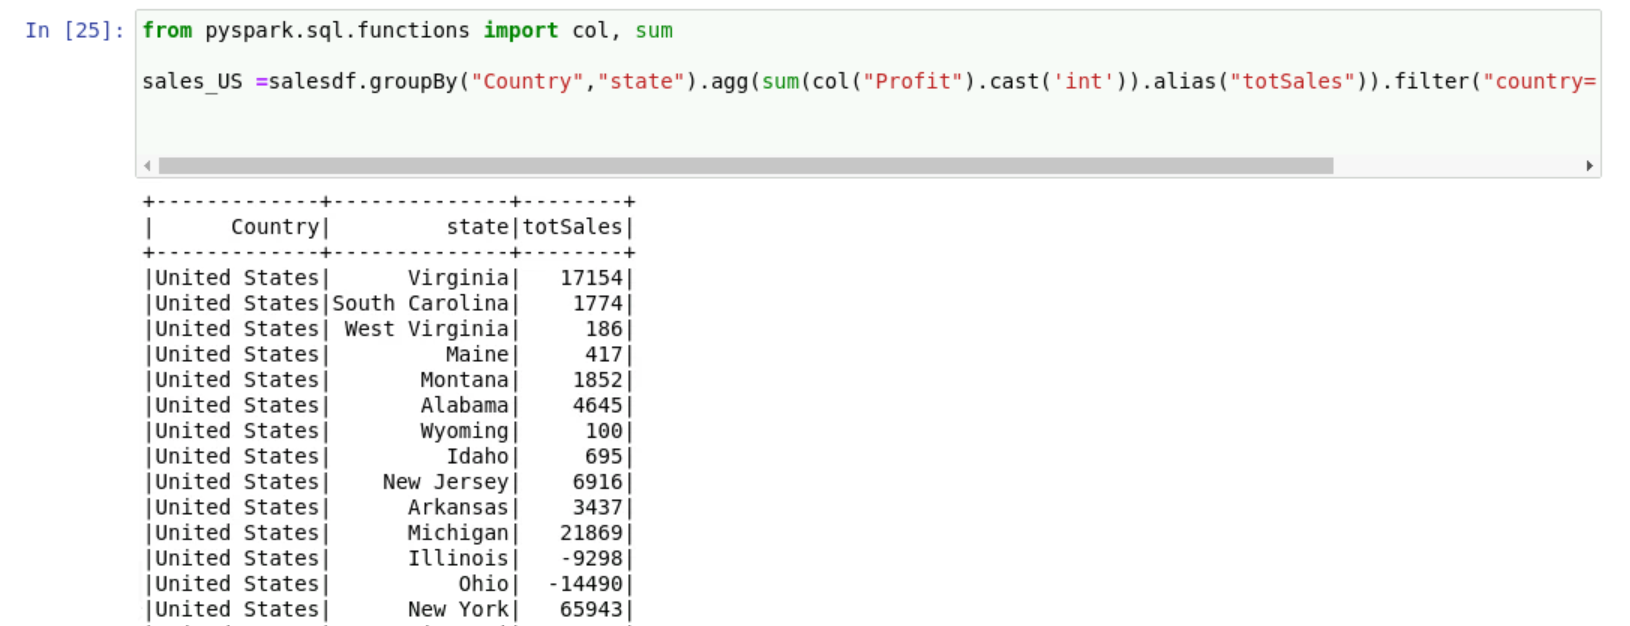 In [25]: from pyspark.sql.functions import col, sum
sales_US =salesdf.groupBy("Country","state").agg(sum(col("Profit").cast('int')).alias("totSales")).filter("country=
+-------------+--------------+--------+
|      Country|         state|totSales|
+-------------+--------------+--------+
|United States|      Virginia|   17154|
|United States|South Carolina|    1774|
|United States| West Virginia|     186|
|United States|         Maine|     417|
|United States|       Montana|    1852|
|United States|       Alabama|    4645|
|United States|       Wyoming|     100|
|United States|         Idaho|     695|
|United States|    New Jersey|    6916|
|United States|      Arkansas|    3437|
|United States|      Michigan|   21869|
|United States|      Illinois|   -9298|
|United States|          Ohio|  -14490|
|United States|      New York|   65943|